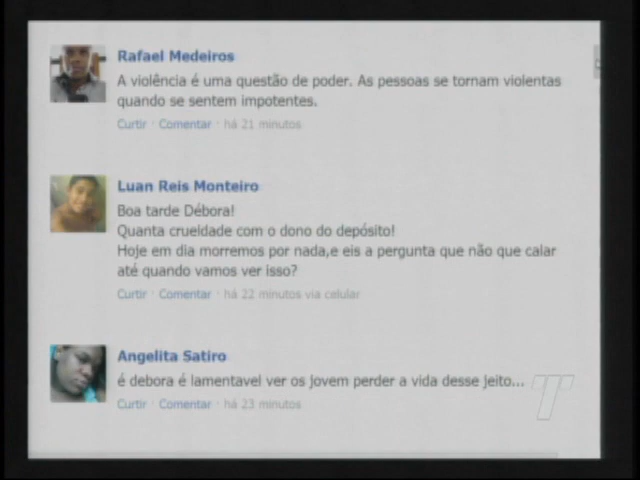 Rafael Medeiros
A violência é uma questão de poder. As pessoas se tornam violentas
quando se sentem impotentes.
Curtir · Comentar · há 21 minutos
Luan Reis Monteiro
Boa tarde Débora!
Quanta crueldade com o dono do depósito!
Hoje em dia morremos por nada,e eis a pergunta que não que calar
até quando vamos ver isso?
Curtir · Comentar · há 22 minutos via celular
Angelita Satiro
é debora é lamentavel ver os jovem perder a vida desse jeito...
Curtir · Comentar · há 23 minutos
T